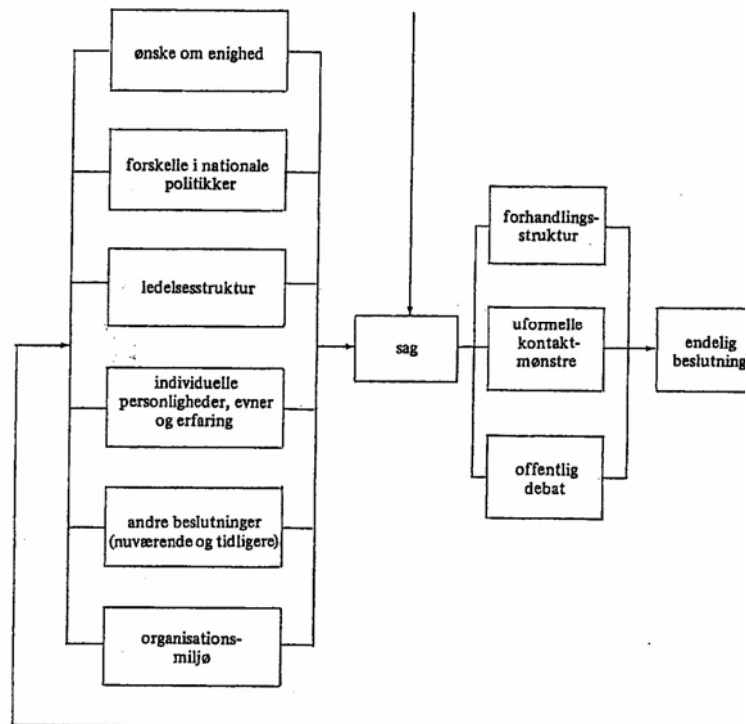 ønske om enighed
forskelle i nationale
politikker
ledelsesstruktur
individuelle
personligheder, evner
og erfaring
andre beslutninger
(nuværende og tidligere)
organisations-
miljø
sag
forhandlings-
struktur
uformelle
kontakt-
mønstre
offentlig
debat
endelig
beslutning